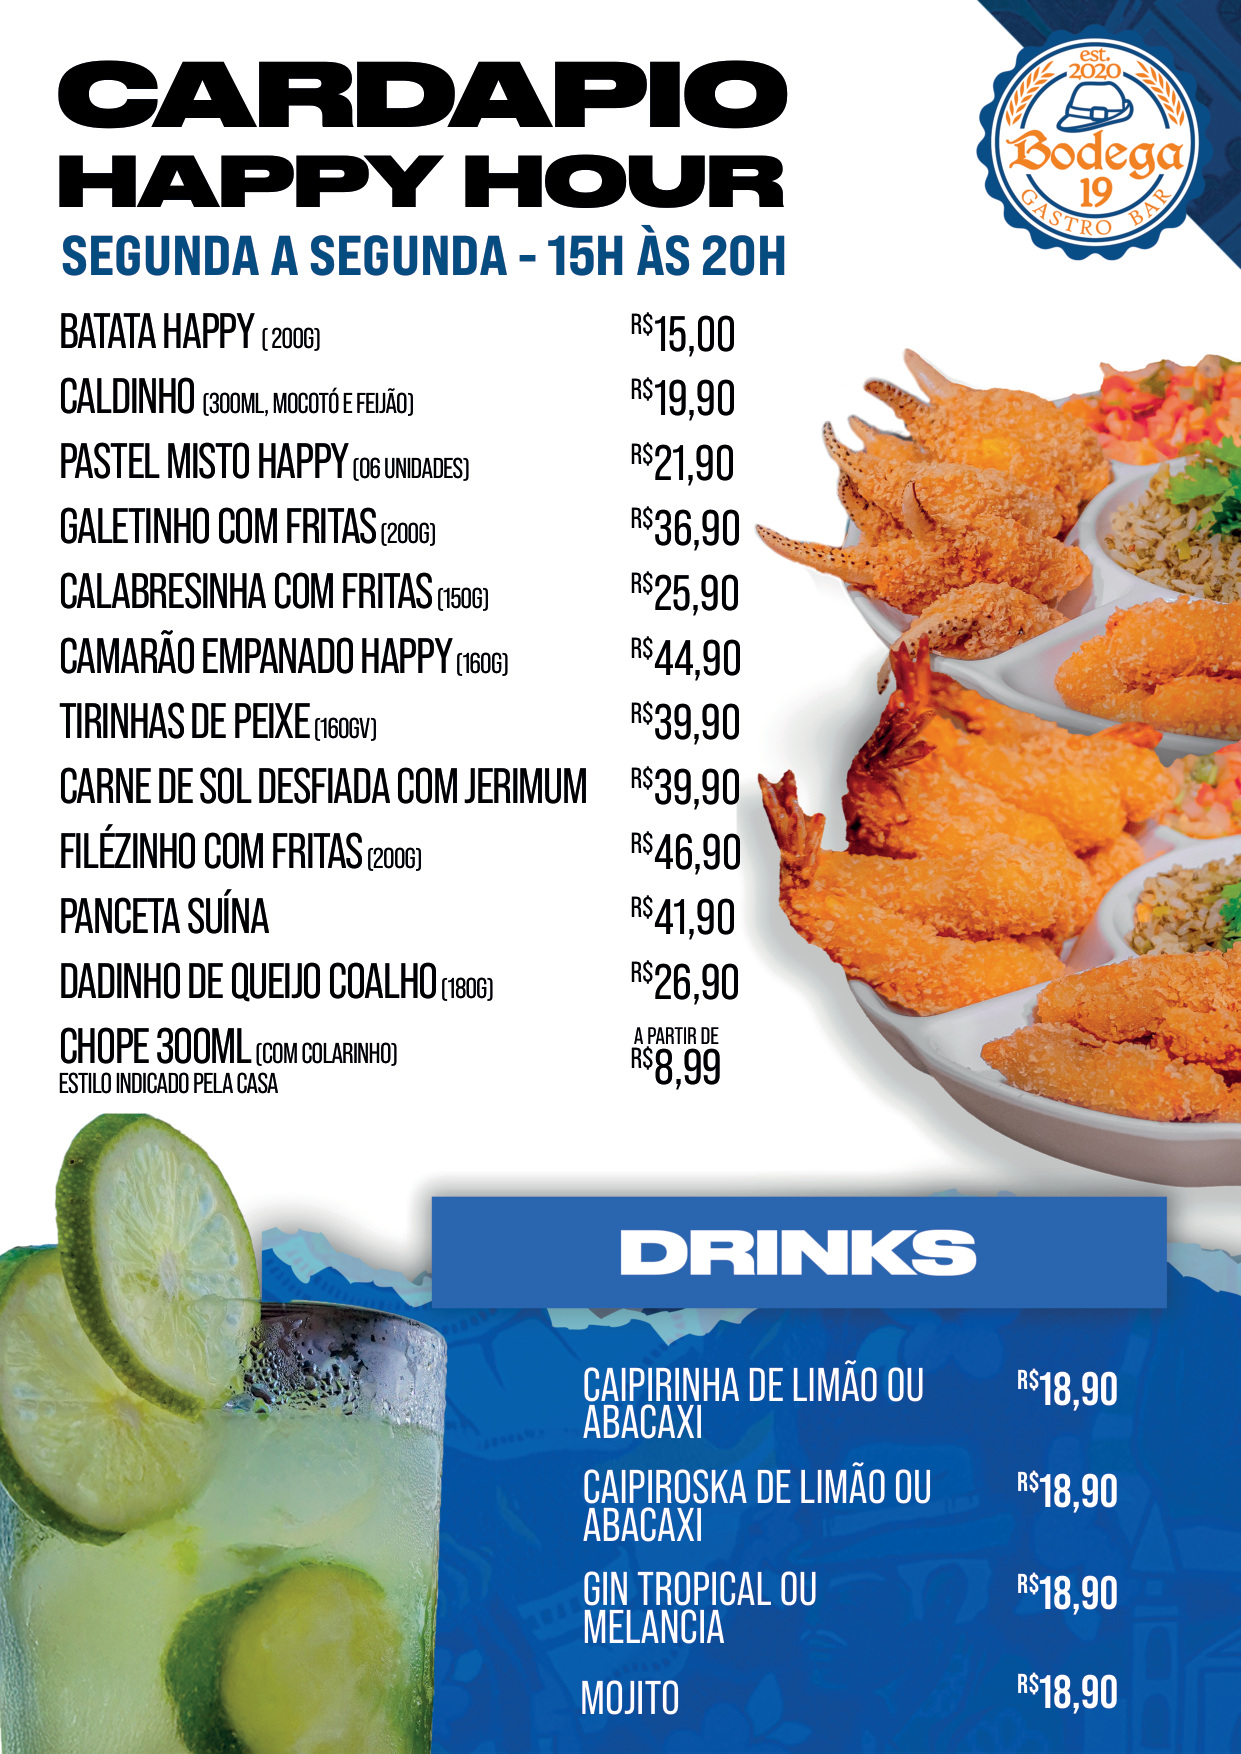 CARDAPIO
HAPPY HOUR
SEGUNDA A SEGUNDA - 15H ÀS 20H
est.
2020
Bodega
19
GASTRO BAR
BATATA HAPPY ( 200G) R$15,00
CALDINHO (300ML, MOCOTÓ E FEIJÃO) R$19,90
PASTEL MISTO HAPPY (06 UNIDADES) R$21,90
GALETINHO COM FRITAS (200G) R$36,90
CALABRESINHA COM FRITAS (150G) R$25,90
CAMARÃO EMPANADO HAPPY (160G) R$44,90
TIRINHAS DE PEIXE (160GV) R$39,90
CARNE DE SOL DESFIADA COM JERIMUM R$39,90
FILÉZINHO COM FRITAS (200G) R$46,90
PANCETA SUÍNA R$41,90
DADINHO DE QUEIJO COALHO (180G) R$26,90
A PARTIR DE
CHOPE 300ML (COM COLARINHO) R$8,99
ESTILO INDICADO PELA CASA
DRINKS
CAIPIRINHA DE LIMÃO OU R$18,90
ABACAXI
CAIPIROSKA DE LIMÃO OU R$18,90
ABACAXI
GIN TROPICAL OU R$18,90
MELANCIA
MOJITO R$18,90